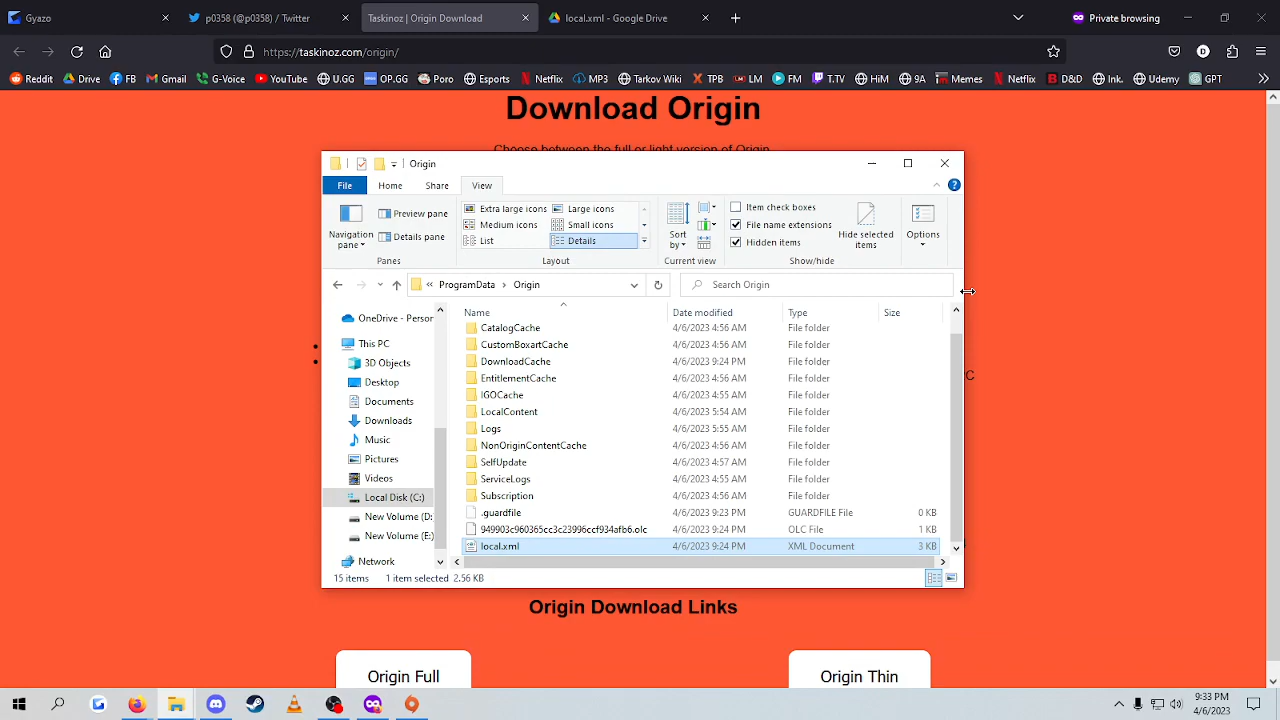 Gyazo
p0358 (@p0358) / Twitter
Taskinoz | Origin Download
local.xml - Google Drive
Private browsing
https://taskinoz.com/origin/
D
Reddit Drive FB Gmail G-Voice YouTube U.GG OP.GG Poro Esports Netflix MP3 Tarkov Wiki TPB LM FM T.TV HiM 9A Memes Netflix D&D Ink. Udemy GPT
Download Origin
Choose between the full or light version of Origin
Origin
File Home Share View
Navigation pane
Preview pane
Details pane
Panes
Extra large icons Large icons
Medium icons Small icons
List Details
Layout
Sort by
Current view
Item check boxes
File name extensions
Hidden items
Hide selected items
Show/hide
Options
ProgramData Origin
Search Origin
OneDrive - Person
This PC
3D Objects
Desktop
Documents
Downloads
Music
Pictures
Videos
Local Disk (C:)
New Volume (D:
New Volume (E:)
Network
Name Date modified Type Size
CatalogCache 4/6/2023 4:56 AM File folder
CustomBoxartCache 4/6/2023 4:56 AM File folder
DownloadCache 4/6/2023 9:24 PM File folder
EntitlementCache 4/6/2023 4:56 AM File folder
IGOCache 4/6/2023 4:55 AM File folder
LocalContent 4/6/2023 5:54 AM File folder
Logs 4/6/2023 5:55 AM File folder
NonOriginContentCache 4/6/2023 4:56 AM File folder
SelfUpdate 4/6/2023 4:57 AM File folder
ServiceLogs 4/6/2023 4:55 AM File folder
Subscription 4/6/2023 4:56 AM File folder
.guardfile 4/6/2023 9:23 PM GUARDFILE File 0 KB
949903c960365cc3c23996ccf934afb6.olc 4/6/2023 9:24 PM OLC File 1 KB
local.xml 4/6/2023 9:24 PM XML Document 3 KB
15 items 1 item selected 2.56 KB
PC
Origin Download Links
Origin Full
Origin Thin
9:33 PM
4/6/2023